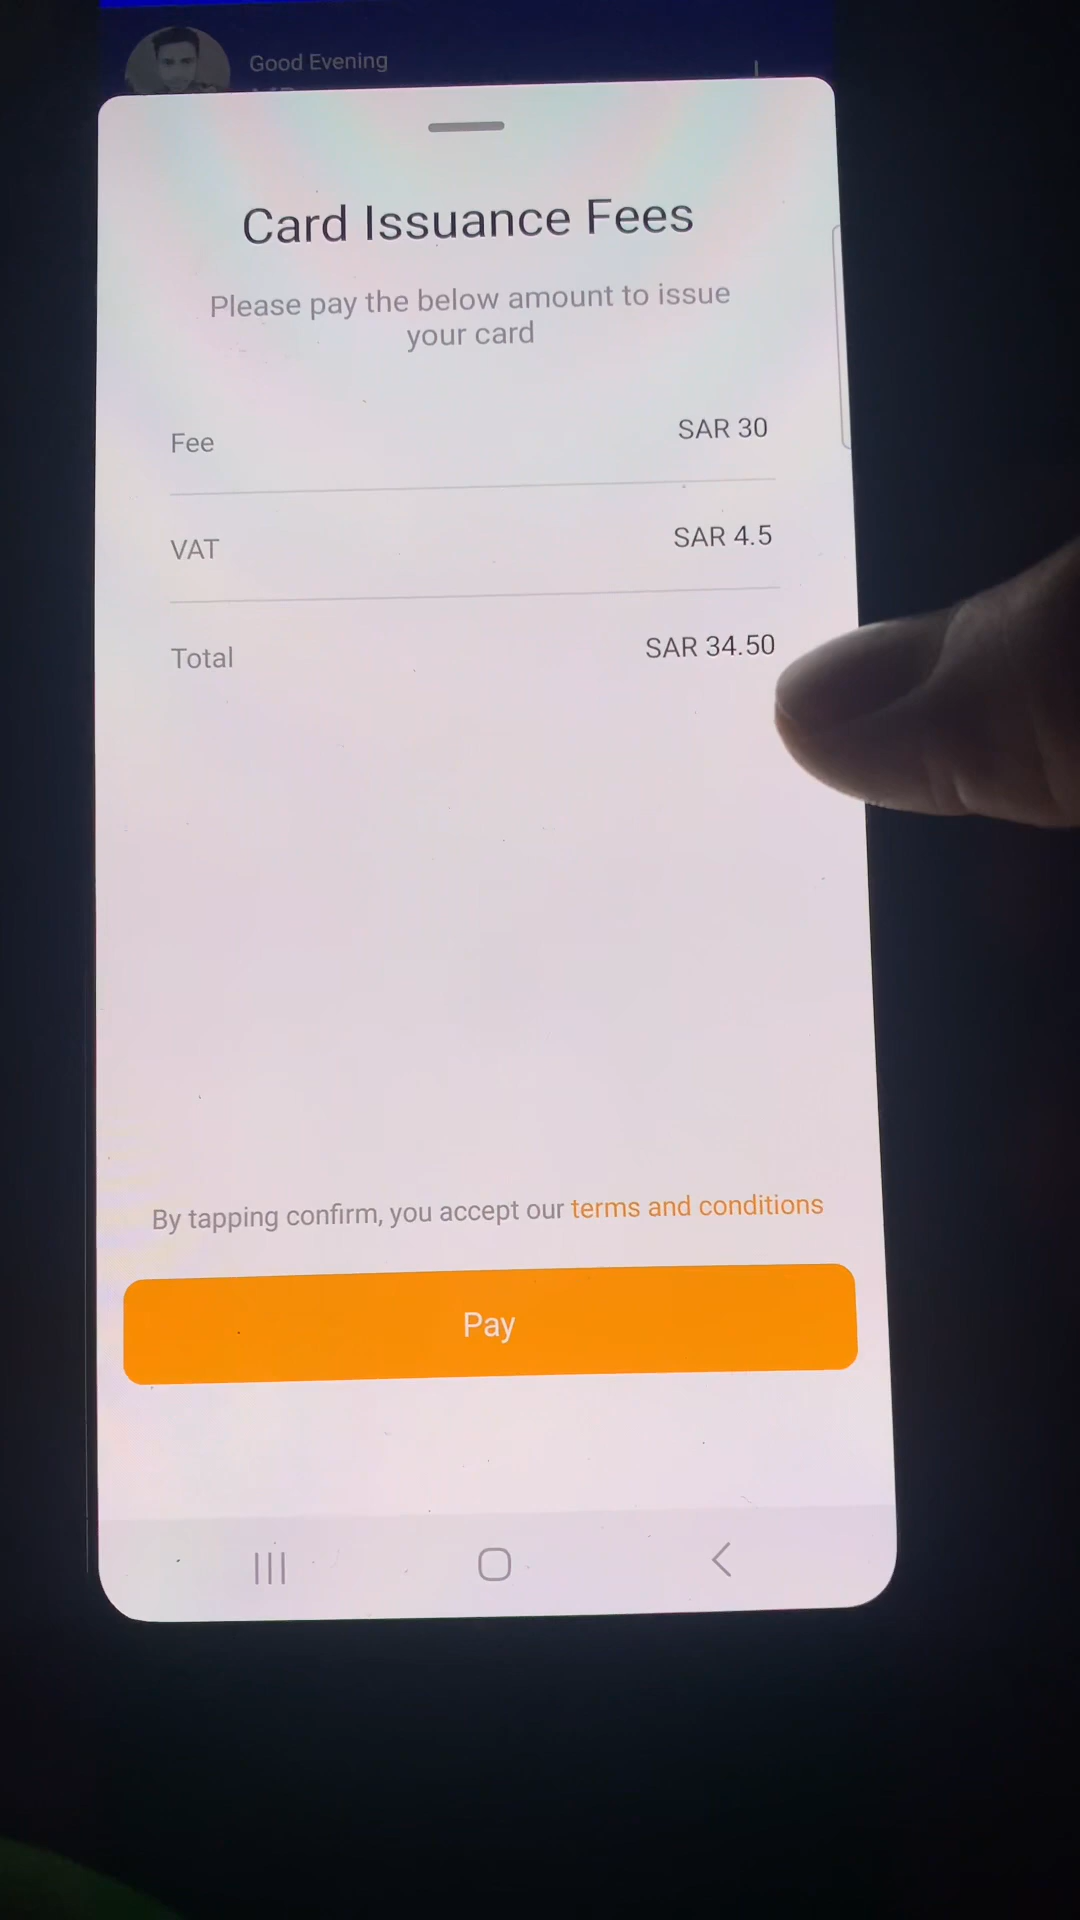 Good Evening
Card Issuance Fees
Please pay the below amount to issue
your card
Fee SAR 30
VAT SAR 4.5
Total SAR 34.50
By tapping confirm, you accept our terms and conditions
Pay